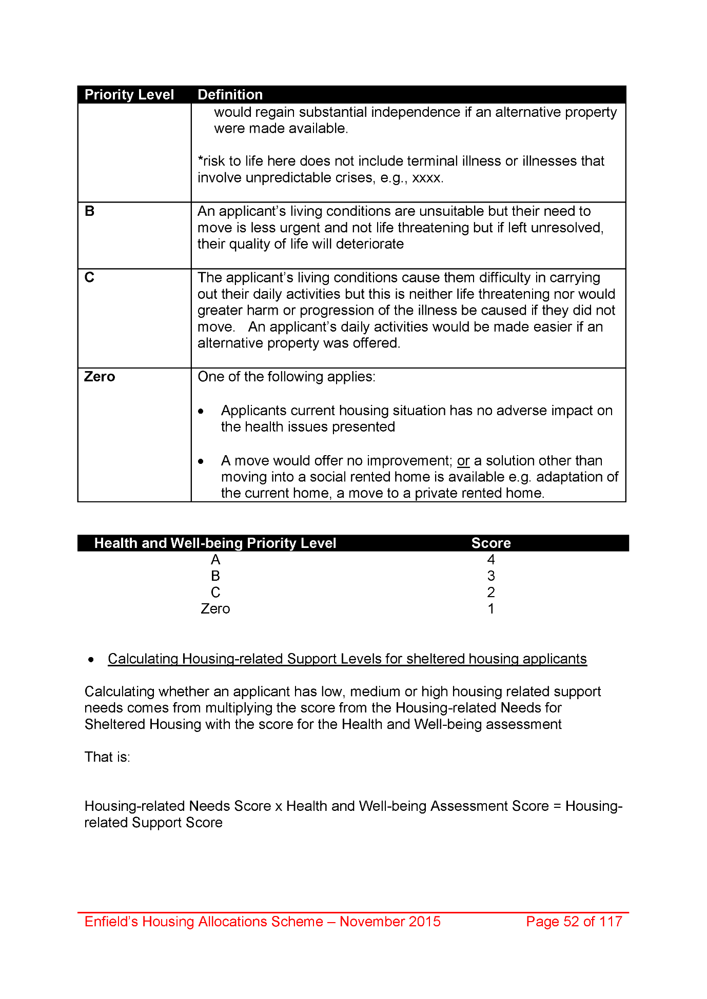 Priority Level Definition
would regain substantial independence if an alternative property
were made available.
*risk to life here does not include terminal illness or illnesses that
involve unpredictable crises, e.g., xxxx.
B An applicant’s living conditions are unsuitable but their need to
move is less urgent and not life threatening but if left unresolved,
their quality of life will deteriorate
C The applicant’s living conditions cause them difficulty in carrying
out their daily activities but this is neither life threatening nor would
greater harm or progression of the illness be caused if they did not
move. An applicant’s daily activities would be made easier if an
alternative property was offered.
Zero One of the following applies:
• Applicants current housing situation has no adverse impact on
the health issues presented
• A move would offer no improvement; or a solution other than
moving into a social rented home is available e.g. adaptation of
the current home, a move to a private rented home.
Health and Well-being Priority Level Score
A 4
B 3
C 2
Zero 1
• Calculating Housing-related Support Levels for sheltered housing applicants
Calculating whether an applicant has low, medium or high housing related support
needs comes from multiplying the score from the Housing-related Needs for
Sheltered Housing with the score for the Health and Well-being assessment
That is:
Housing-related Needs Score x Health and Well-being Assessment Score = Housing-
related Support Score
Enfield’s Housing Allocations Scheme – November 2015 Page 52 of 117